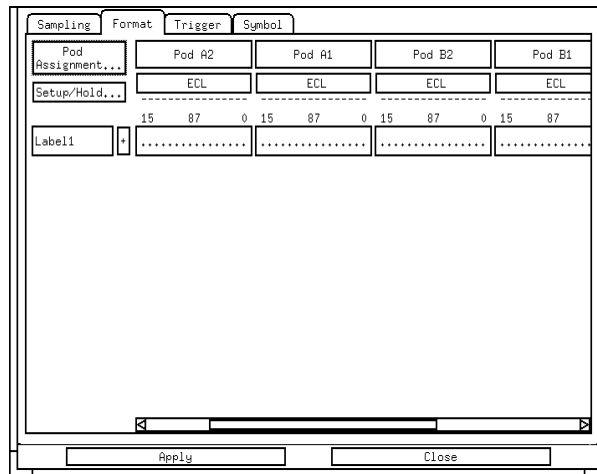 Sampling Format Trigger Symbol
Pod Assignment... Pod A2 Pod A1 Pod B2 Pod B1
Setup/Hold... ECL ECL ECL ECL
15 87 0 15 87 0 15 87 0 15 87
Label1 + ................ ................ ................ .............
Apply Close